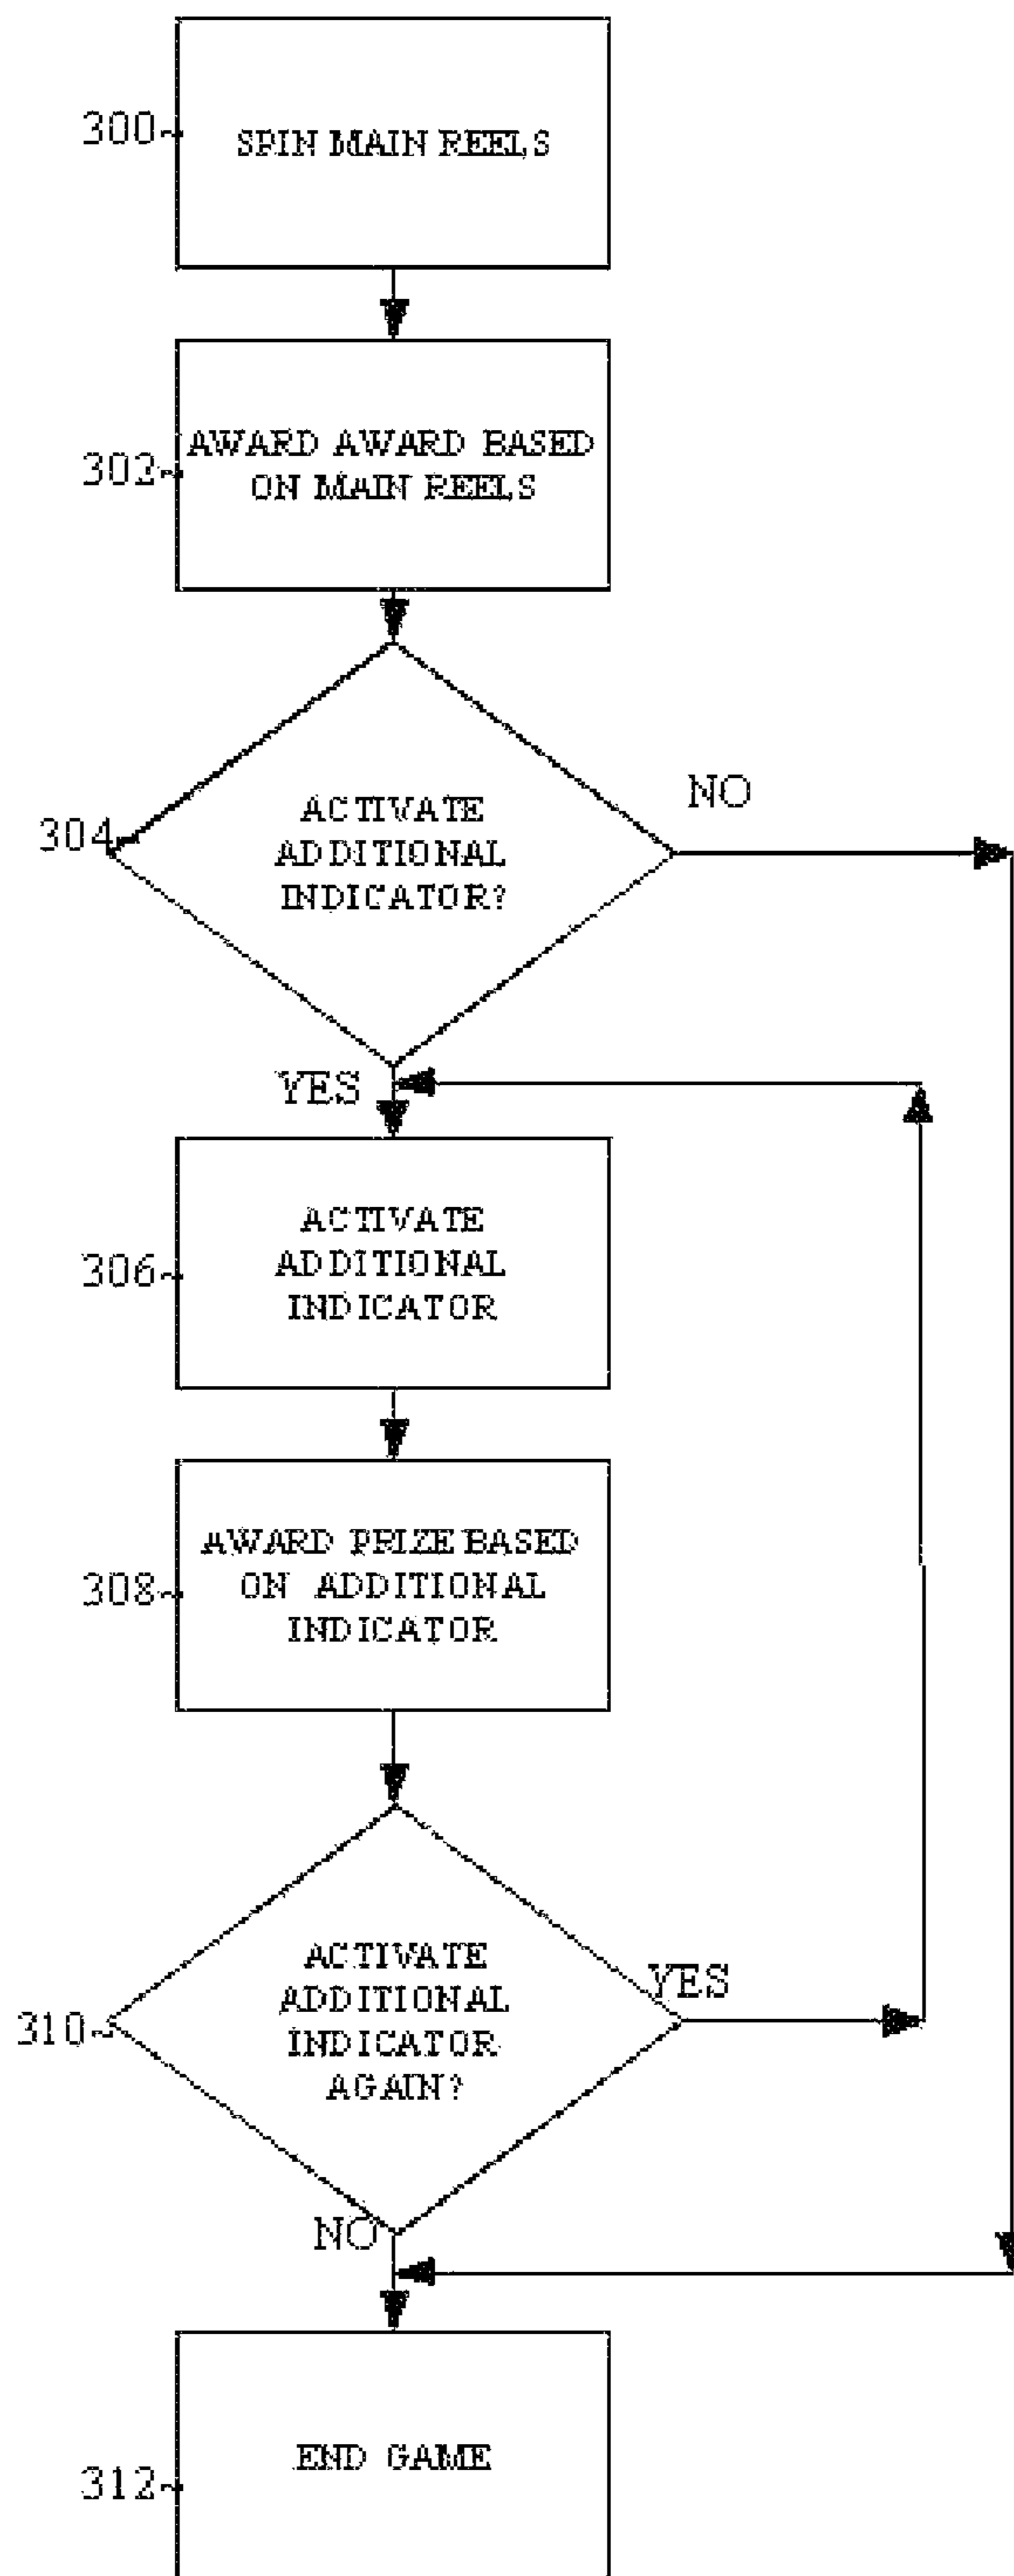 300
SPIN MAIN REELS
302
AWARD AWARD BASED
ON MAIN REELS
304
ACTIVATE
ADDITIONAL
INDICATOR?
NO
YES
306
ACTIVATE
ADDITIONAL
INDICATOR
308
AWARD PRIZE BASED
ON ADDITIONAL
INDICATOR
310
ACTIVATE
ADDITIONAL
INDICATOR
AGAIN?
YES
NO
312
END GAME